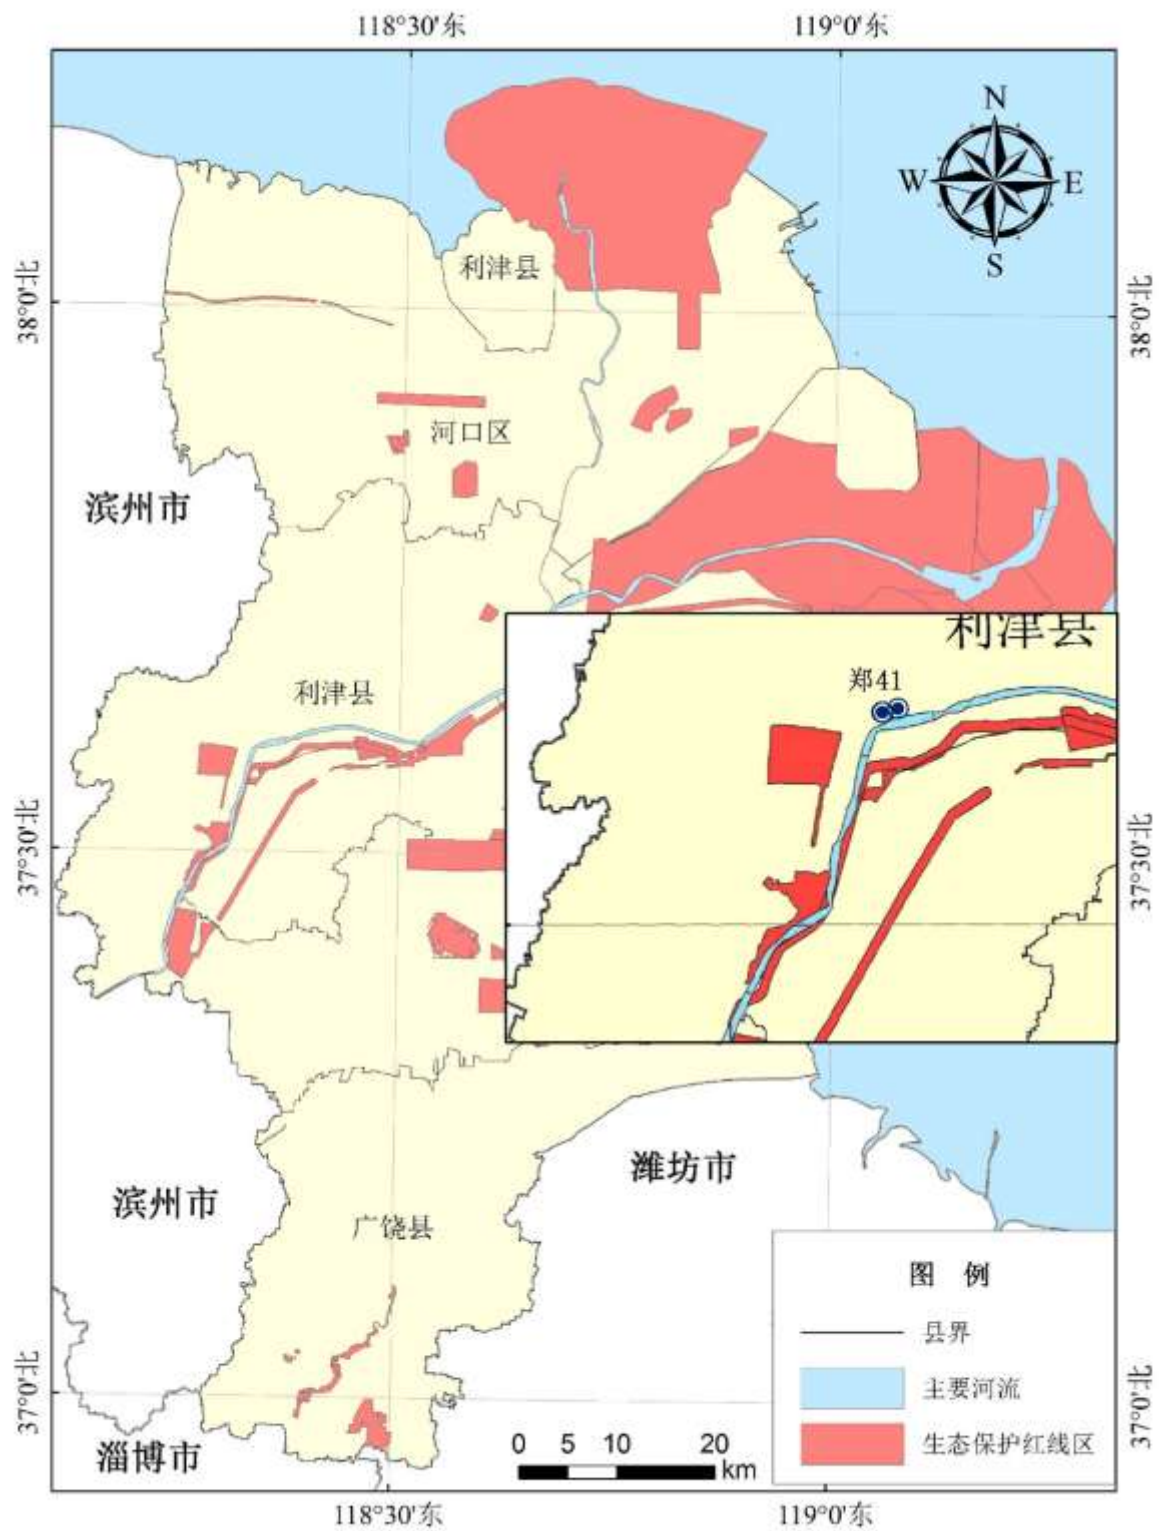 118°30'东
119°0'东
N
W
E
S
利津县
38°0'北
38°0'北
河口区
滨州市
利津县
郑41
利津县
37°30'北
37°30'北
潍坊市
滨州市
广饶县
图 例
县界
主要河流
生态保护红线区
37°0'北
37°0'北
淄博市
0 5 10 20
km
118°30'东
119°0'东